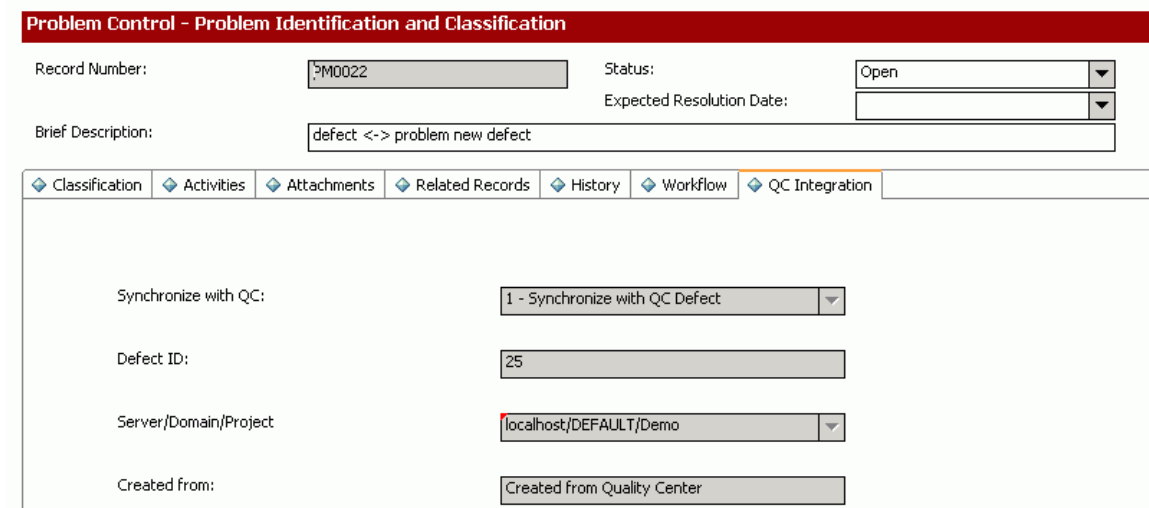 Problem Control - Problem Identification and Classification
Record Number: PM0022 Status: Open
Expected Resolution Date:
Brief Description: defect <-> problem new defect
Classification Activities Attachments Related Records History Workflow QC Integration
Synchronize with QC: 1 - Synchronize with QC Defect
Defect ID: 25
Server/Domain/Project localhost/DEFAULT/Demo
Created from: Created from Quality Center